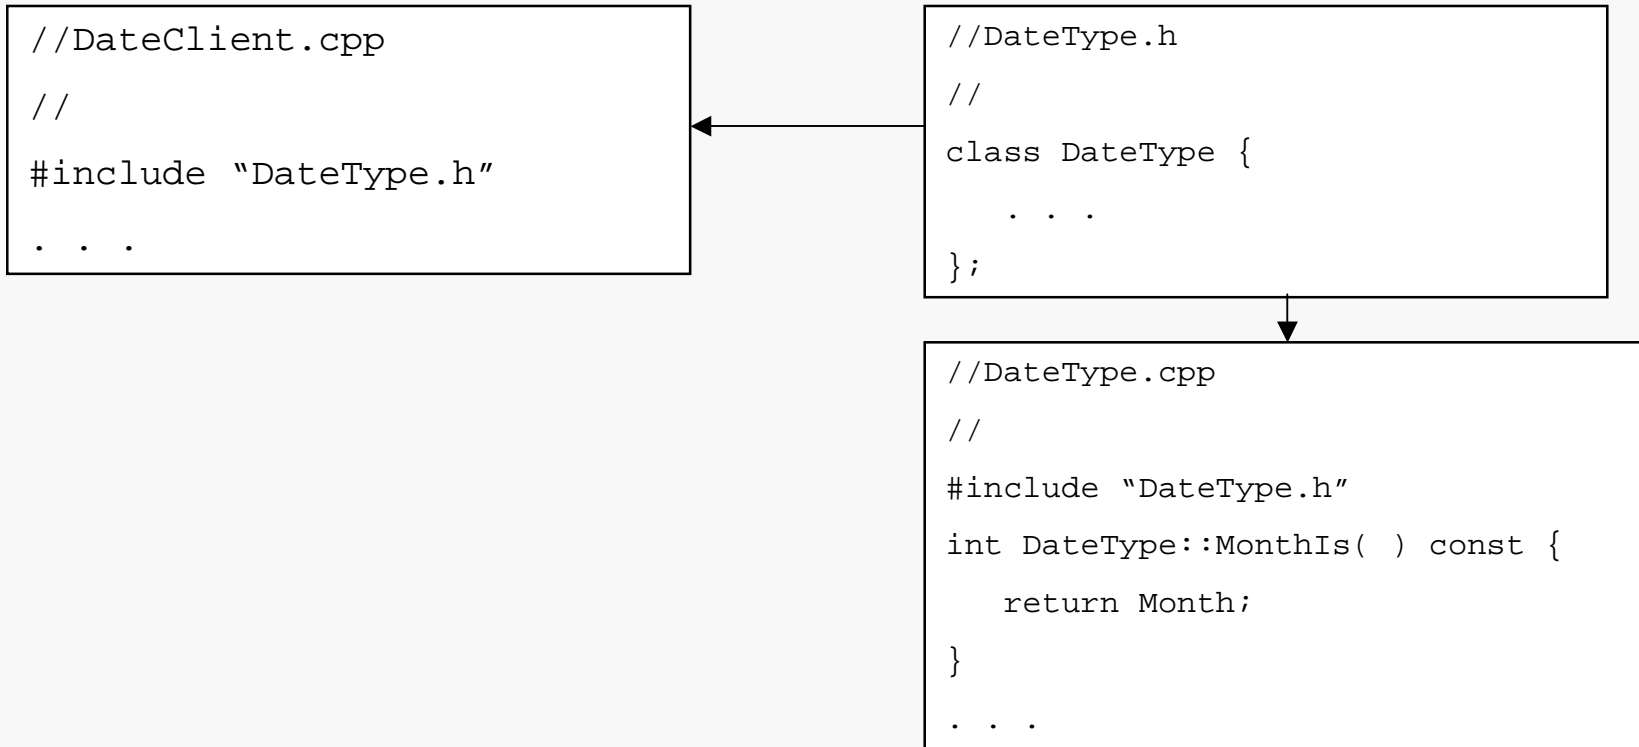 //DateClient.cpp
//
#include “DateType.h”
. . .
//DateType.h
//
class DateType {
. . .
};
//DateType.cpp
//
#include “DateType.h”
int DateType::MonthIs( ) const {
return Month;
}
. . .